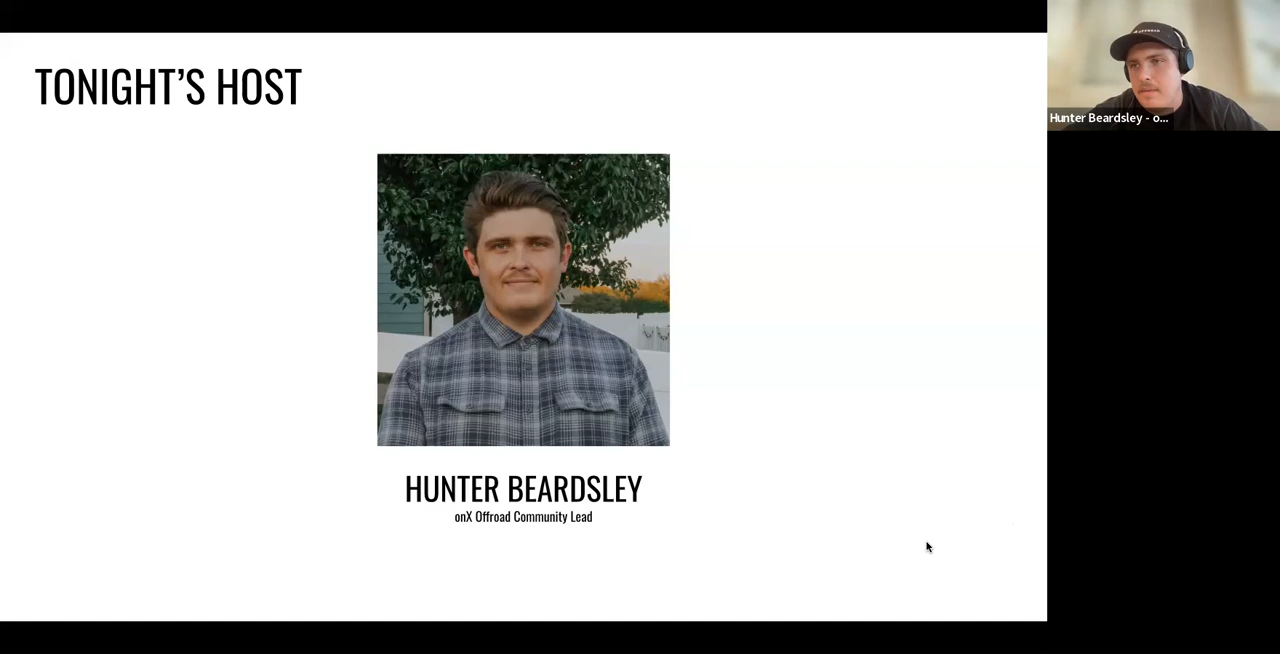 TONIGHT'S HOST
Hunter Beardsley - o...
HUNTER BEARDSLEY
onX Offroad Community Lead